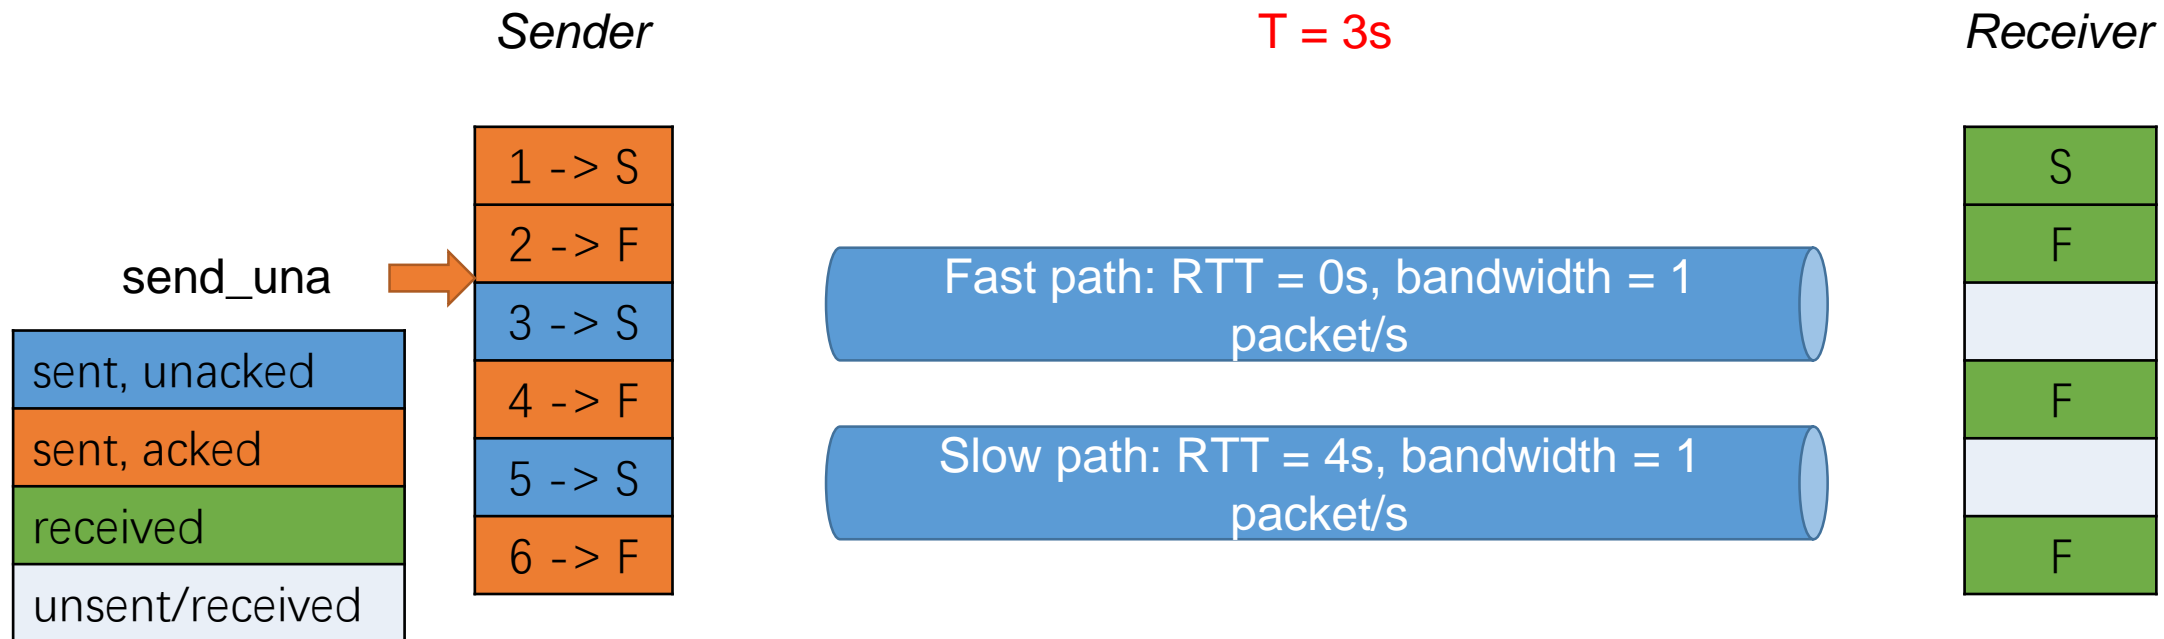 Sender
T = 3s
Receiver
1 -> S
2 -> F
3 -> S
4 -> F
5 -> S
6 -> F
send_una
sent, unacked
sent, acked
received
unsent/received
Fast path: RTT = 0s, bandwidth = 1
packet/s
Slow path: RTT = 4s, bandwidth = 1
packet/s
S
F
F
F